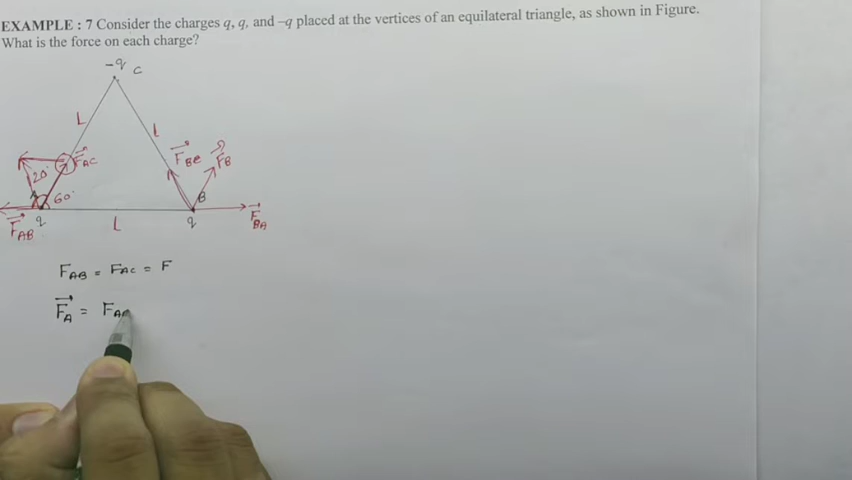 EXAMPLE : 7 Consider the charges q, q, and –q placed at the vertices of an equilateral triangle, as shown in Figure.
What is the force on each charge?
-q C
L
L
F⃗BC F⃗B
F⃗AC
120°
A 60° B
F⃗AB q L q F⃗BA
FAB = FAC = F
F⃗A = FAC